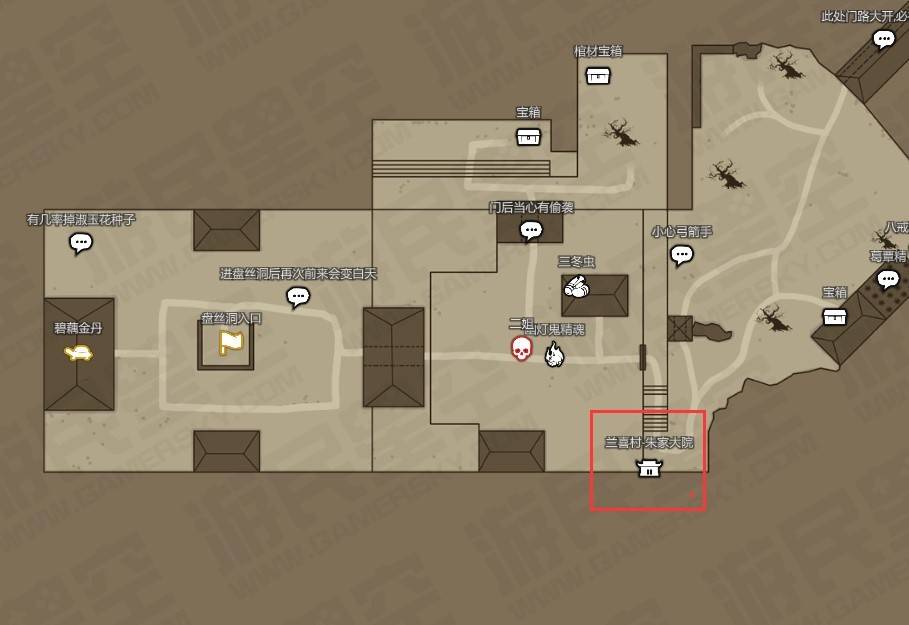 此处门路大开,必
棺材宝箱
宝箱
门后当心有偷袭
有几率掉淑玉花种子
小心弓箭手
八戒
三冬虫
葛蕈精
进盘丝洞后再次前来会变白天
宝箱
盘丝洞入口
碧藕金丹
二姐
幽灯鬼精魂
兰喜村-朱家大院